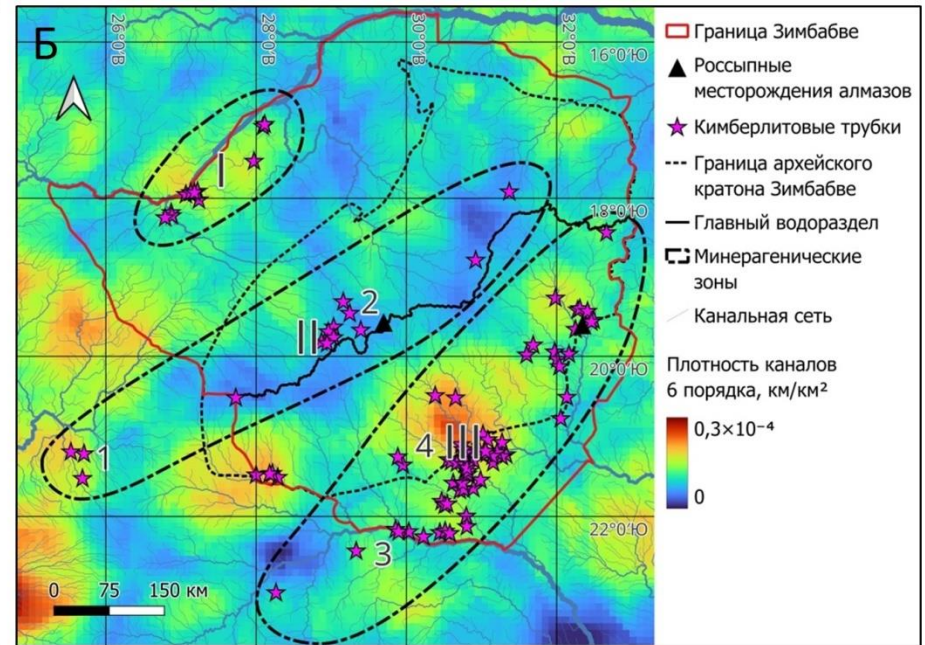 Б
26°0'В
28°0'В
30°0'В
32°0'В
16°0'Ю
18°0'Ю
20°0'Ю
22°0'Ю
I
2
II
1
4 III
3
0 75 150 км
Граница Зимбабве
Россыпные
месторождения алмазов
Кимберлитовые трубки
Граница архейского
кратона Зимбабве
Главный водораздел
Минерагенические
зоны
Канальная сеть
Плотность каналов
6 порядка, км/км²
0,3×10⁻⁴
0